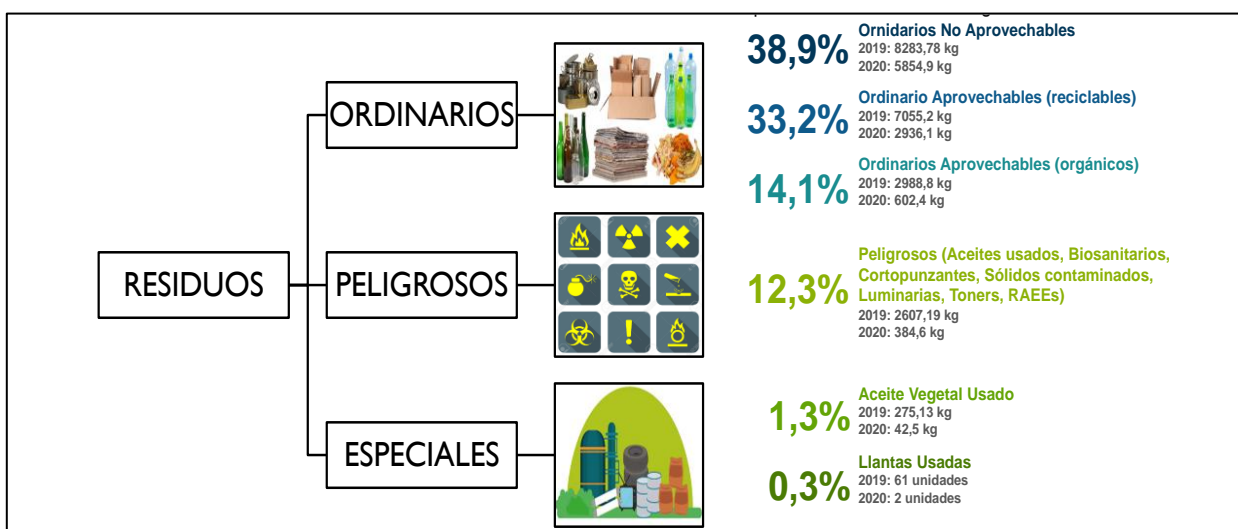 RESIDUOS
ORDINARIOS
38,9%
Ornidarios No Aprovechables
2019: 8283,78 kg
2020: 5854,9 kg
33,2%
Ordinario Aprovechables (reciclables)
2019: 7055,2 kg
2020: 2936,1 kg
14,1%
Ordinarios Aprovechables (orgánicos)
2019: 2988,8 kg
2020: 602,4 kg
PELIGROSOS
12,3%
Peligrosos (Aceites usados, Biosanitarios,
Cortopunzantes, Sólidos contaminados,
Luminarias, Toners, RAEEs)
2019: 2607,19 kg
2020: 384,6 kg
ESPECIALES
1,3%
Aceite Vegetal Usado
2019: 275,13 kg
2020: 42,5 kg
0,3%
Llantas Usadas
2019: 61 unidades
2020: 2 unidades